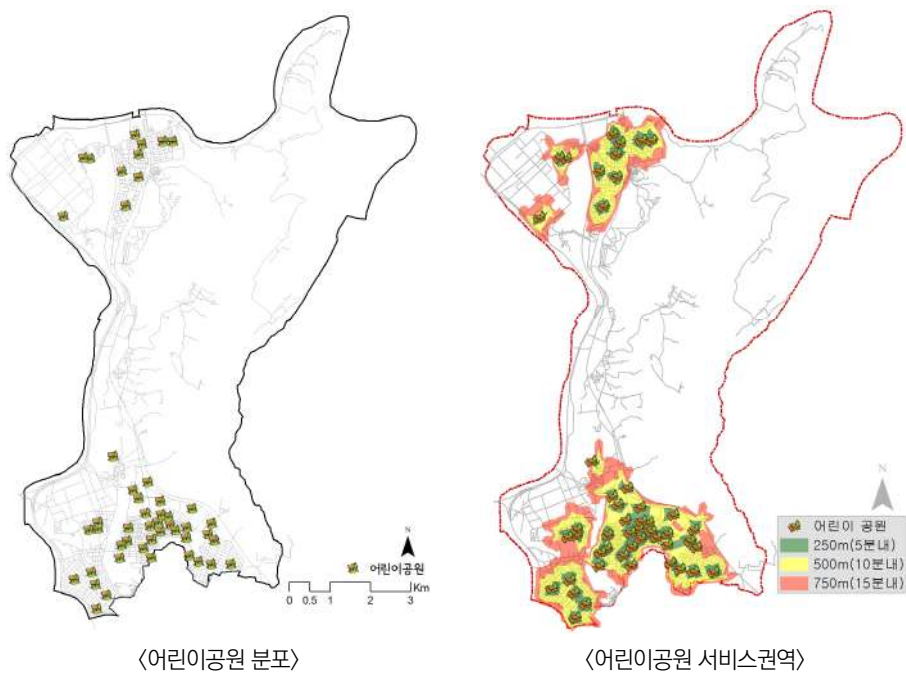 N
어린이공원
0 0.5 1 2 3 Km
N
어린이 공원
250m(5분내)
500m(10분내)
750m(15분내)
〈어린이공원 분포〉
〈어린이공원 서비스권역〉